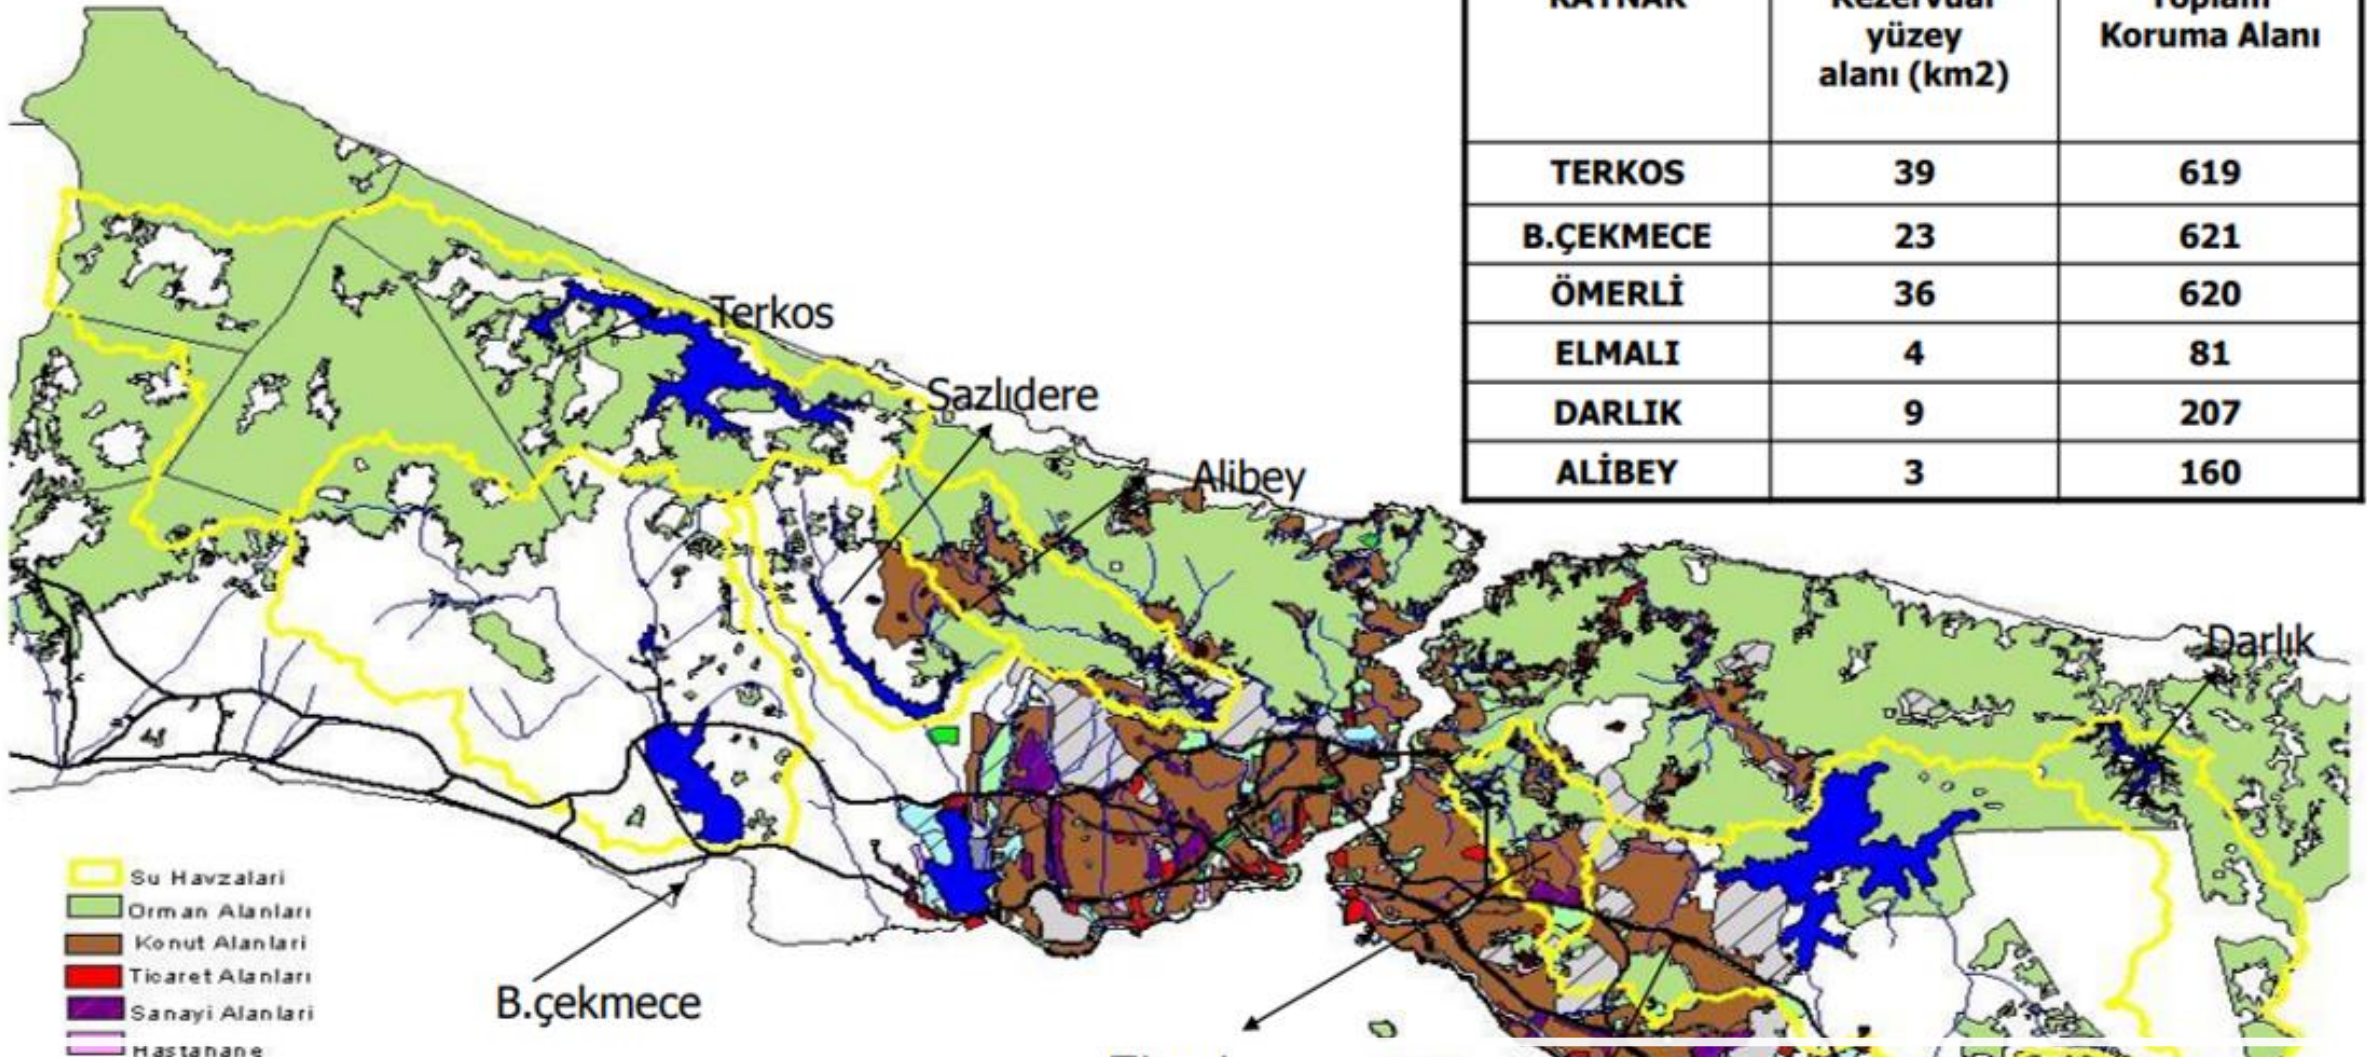 yüzey
Koruma Alanı
alanı (km2)
TERKOS 39 619
B.ÇEKMECE 23 621
ÖMERLİ 36 620
ELMALI 4 81
DARLIK 9 207
ALİBEY 3 160
Terkos
Sazlıdere
Alibey
Darlık
B.çekmece
Su Havzalari
Orman Alanları
Konut Alanlari
Ticaret Alanları
Sanayi Alanlari
Hastahane